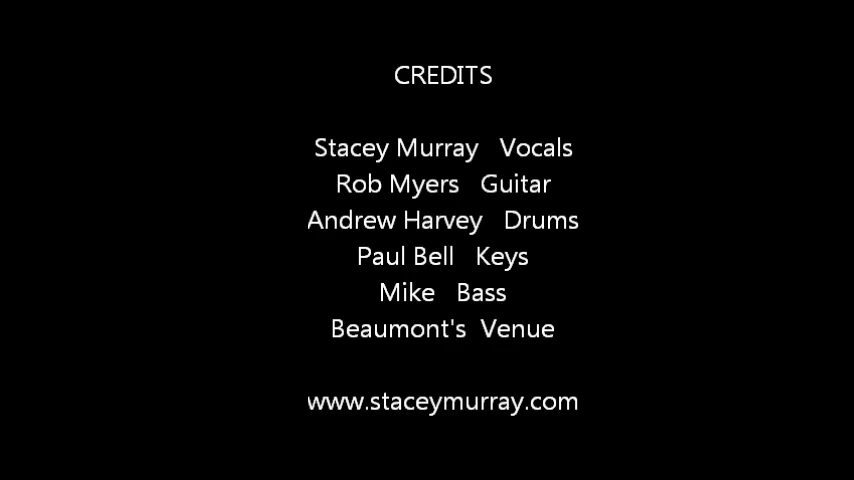 CREDITS
Stacey Murray Vocals
Rob Myers Guitar
Andrew Harvey Drums
Paul Bell Keys
Mike Bass
Beaumont's Venue
www.staceymurray.com